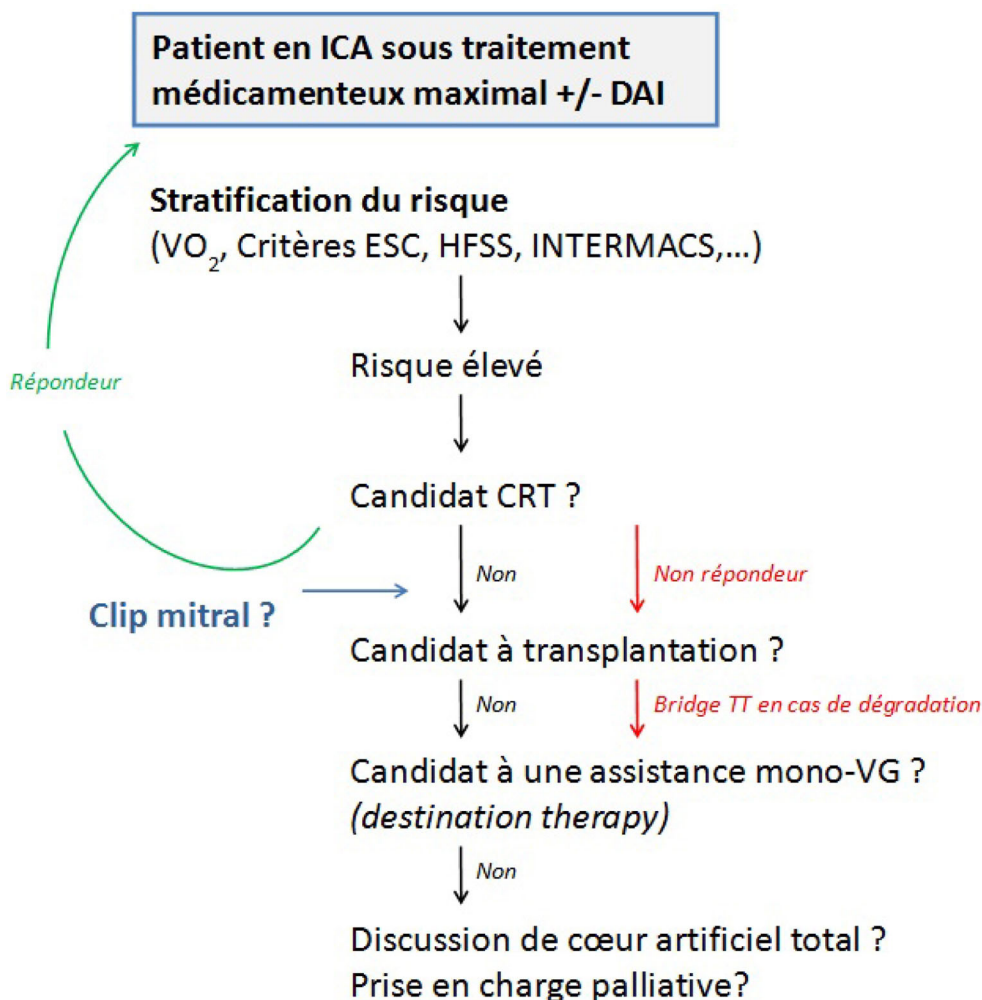 Patient en ICA sous traitement
médicamenteux maximal +/- DAI
Stratification du risque
(VO₂, Critères ESC, HFSS, INTERMACS,...)
Risque élevé
Répondeur
Candidat CRT ?
Non
Non répondeur
Clip mitral ?
Candidat à transplantation ?
Non
Bridge TT en cas de dégradation
Candidat à une assistance mono-VG ?
(destination therapy)
Non
Discussion de cœur artificiel total ?
Prise en charge palliative?